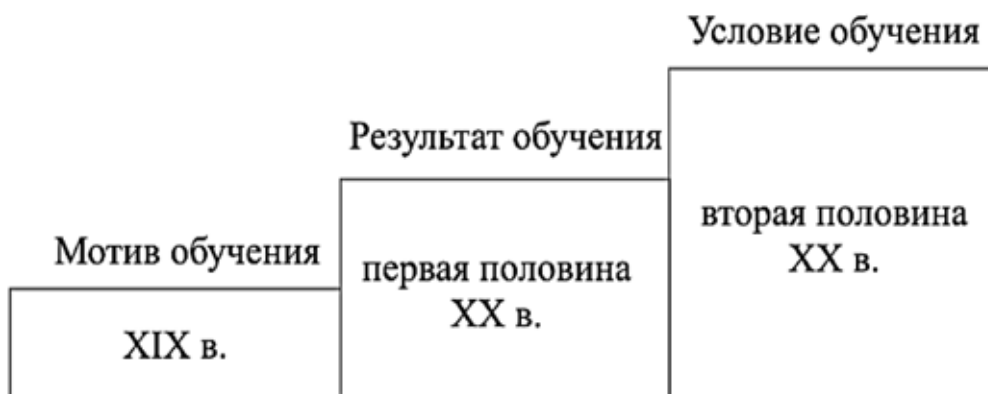 Условие обучения
Результат обучения
вторая половина
XX в.
Мотив обучения
первая половина
XX в.
XIX в.